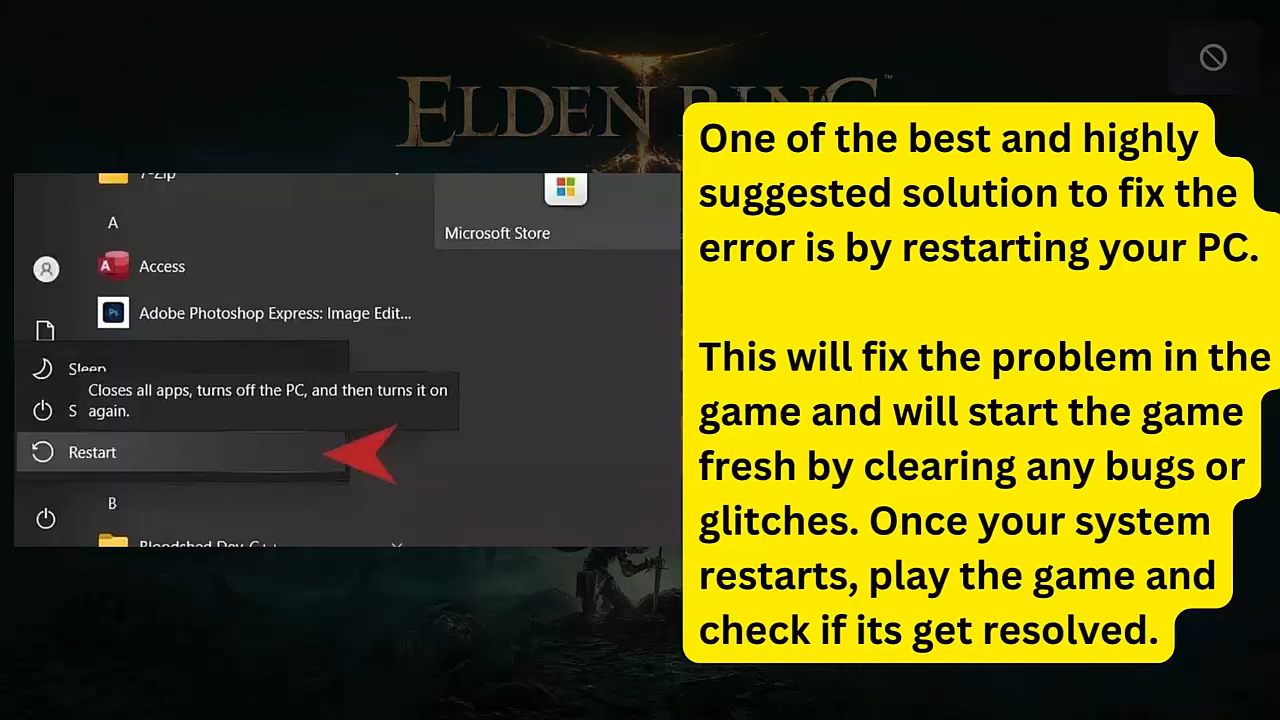 ELDEN RING
™
7-Zip
A
Microsoft Store
Access
Adobe Photoshop Express: Image Edit...
Sleep
Closes all apps, turns off the PC, and then turns it on
S again.
Restart
B
Bloodshed Dev-C++
One of the best and highly
suggested solution to fix the
error is by restarting your PC.
This will fix the problem in the
game and will start the game
fresh by clearing any bugs or
glitches. Once your system
restarts, play the game and
check if its get resolved.